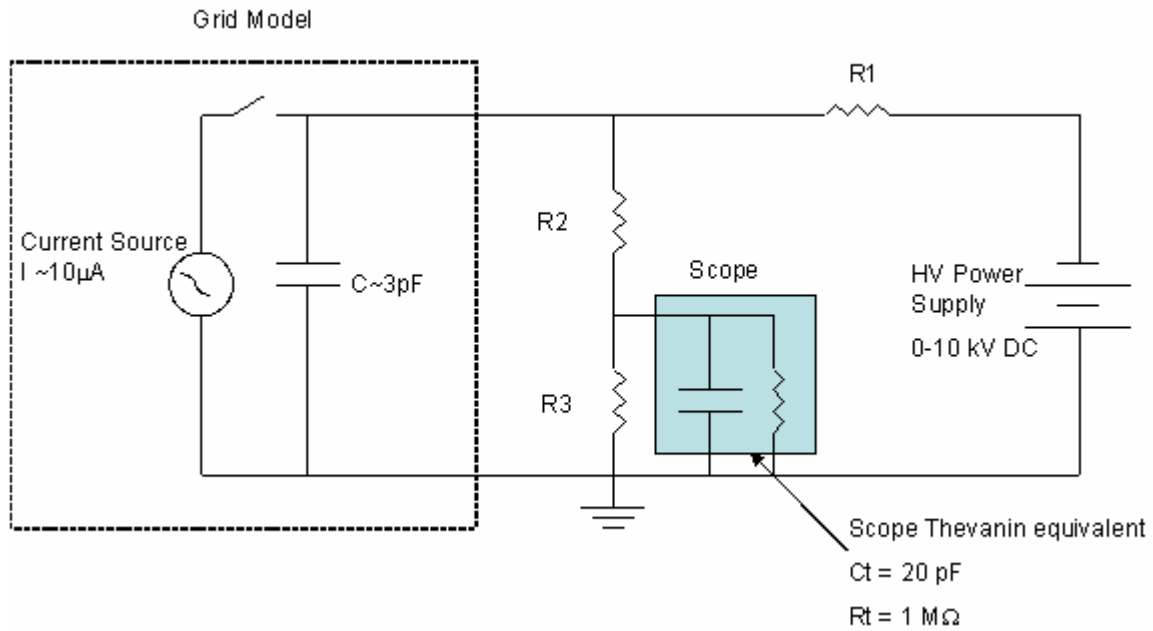 Grid Model
R1
Current Source
I ~10μA
C~3pF
R2
Scope
HV Power
Supply
0-10 kV DC
R3
Scope Thevanin equivalent
Ct = 20 pF
Rt = 1 MΩ